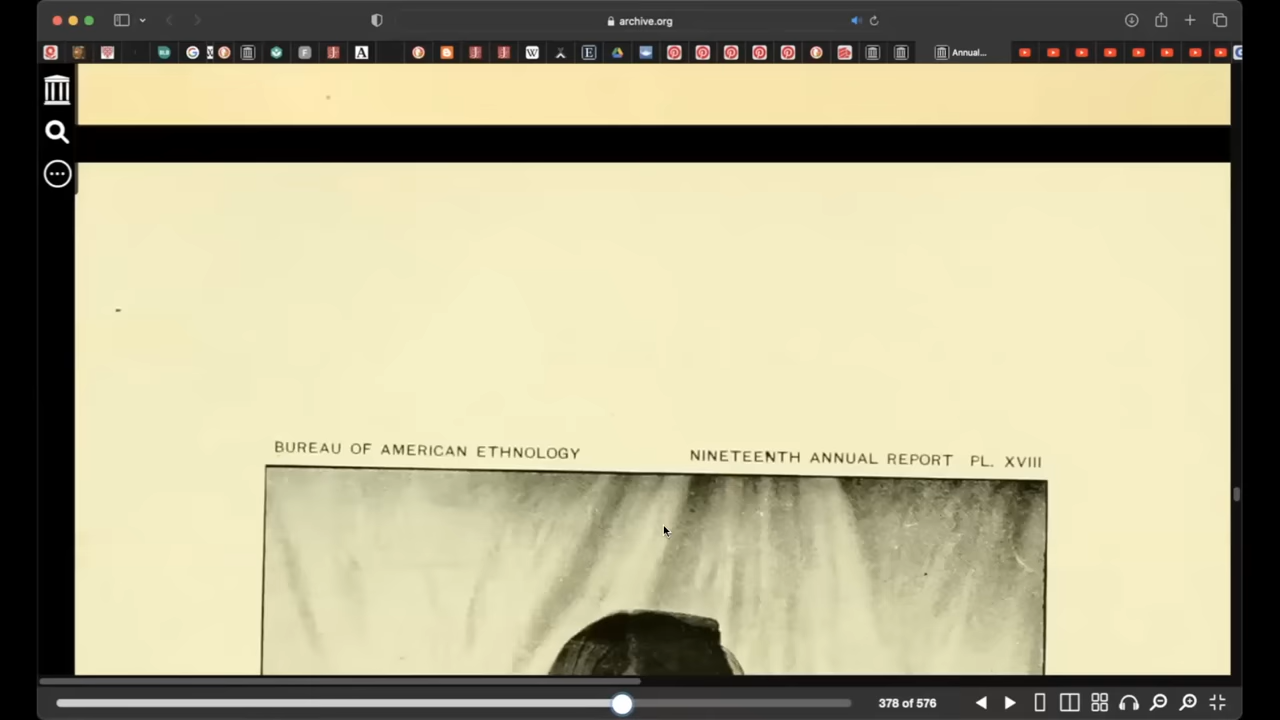 archive.org
Annual...
BUREAU OF AMERICAN ETHNOLOGY
NINETEENTH ANNUAL REPORT PL. XVIII
378 of 576